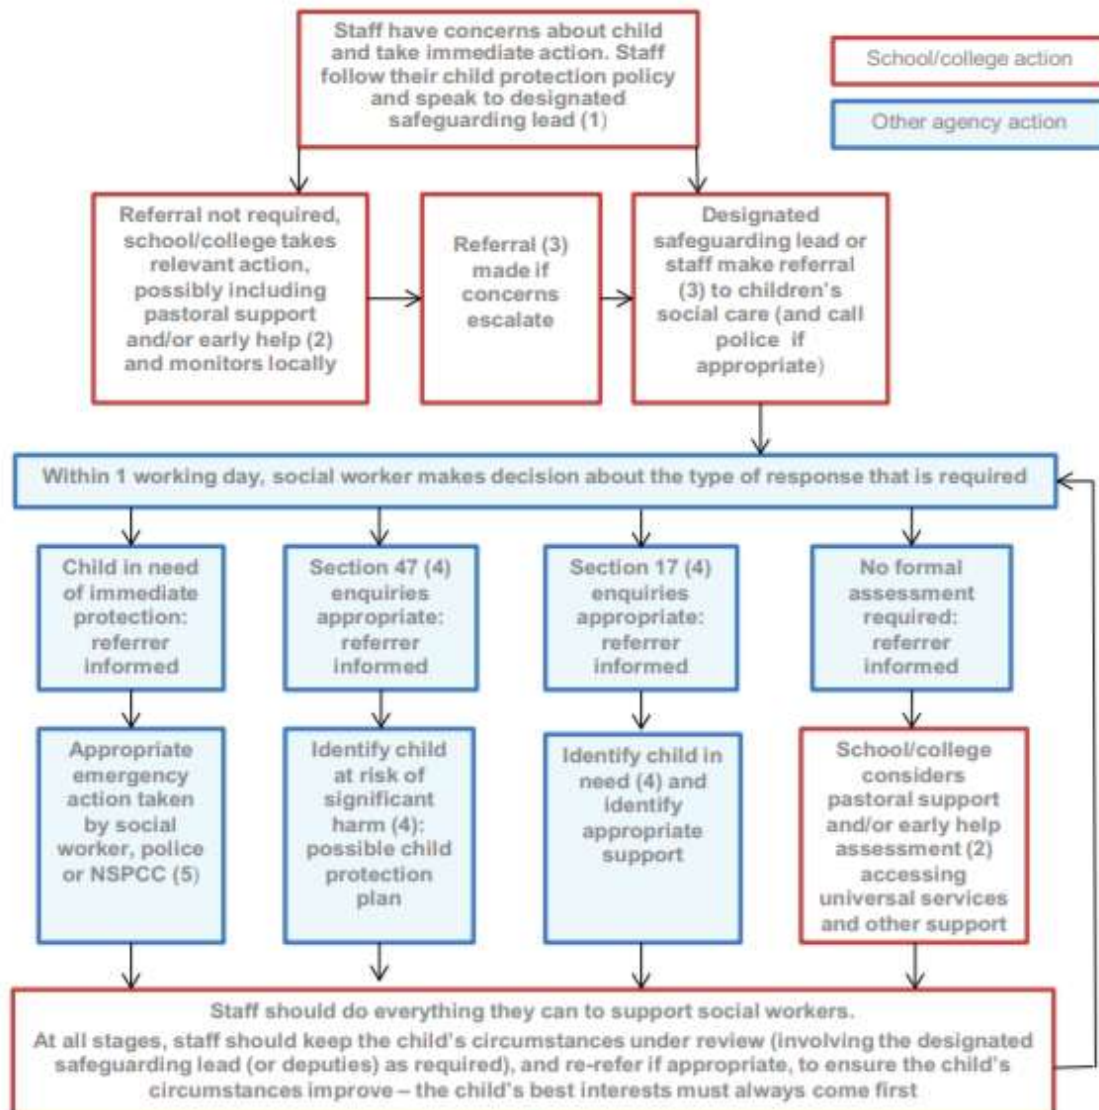 Staff have concerns about child
and take immediate action. Staff
follow their child protection policy
and speak to designated
safeguarding lead (1)
School/college action
Other agency action
Referral not required,
school/college takes
relevant action,
possibly including
pastoral support
and/or early help (2)
and monitors locally
Referral (3)
made if
concerns
escalate
Designated
safeguarding lead or
staff make referral
(3) to children's
social care (and call
police if
appropriate)
Within 1 working day, social worker makes decision about the type of response that is required
Child in need
of immediate
protection:
referrer
informed
Section 47 (4)
enquiries
appropriate:
referrer
informed
Section 17 (4)
enquiries
appropriate:
referrer
informed
No formal
assessment
required:
referrer
informed
Appropriate
emergency
action taken
by social
worker, police
or NSPCC (5)
Identify child
at risk of
significant
harm (4):
possible child
protection
plan
Identify child in
need (4) and
identify
appropriate
support
School/college
considers
pastoral support
and/or early help
assessment (2)
accessing
universal services
and other support
Staff should do everything they can to support social workers.
At all stages, staff should keep the child's circumstances under review (involving the designated
safeguarding lead (or deputies) as required), and re-refer if appropriate, to ensure the child's
circumstances improve – the child's best interests must always come first